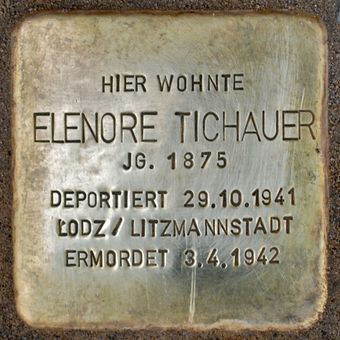 HIER WOHNTE
ELENORE TICHAUER
JG. 1875
DEPORTIERT 29.10.1941
ŁODZ / LITZMANNSTADT
ERMORDET 3.4.1942